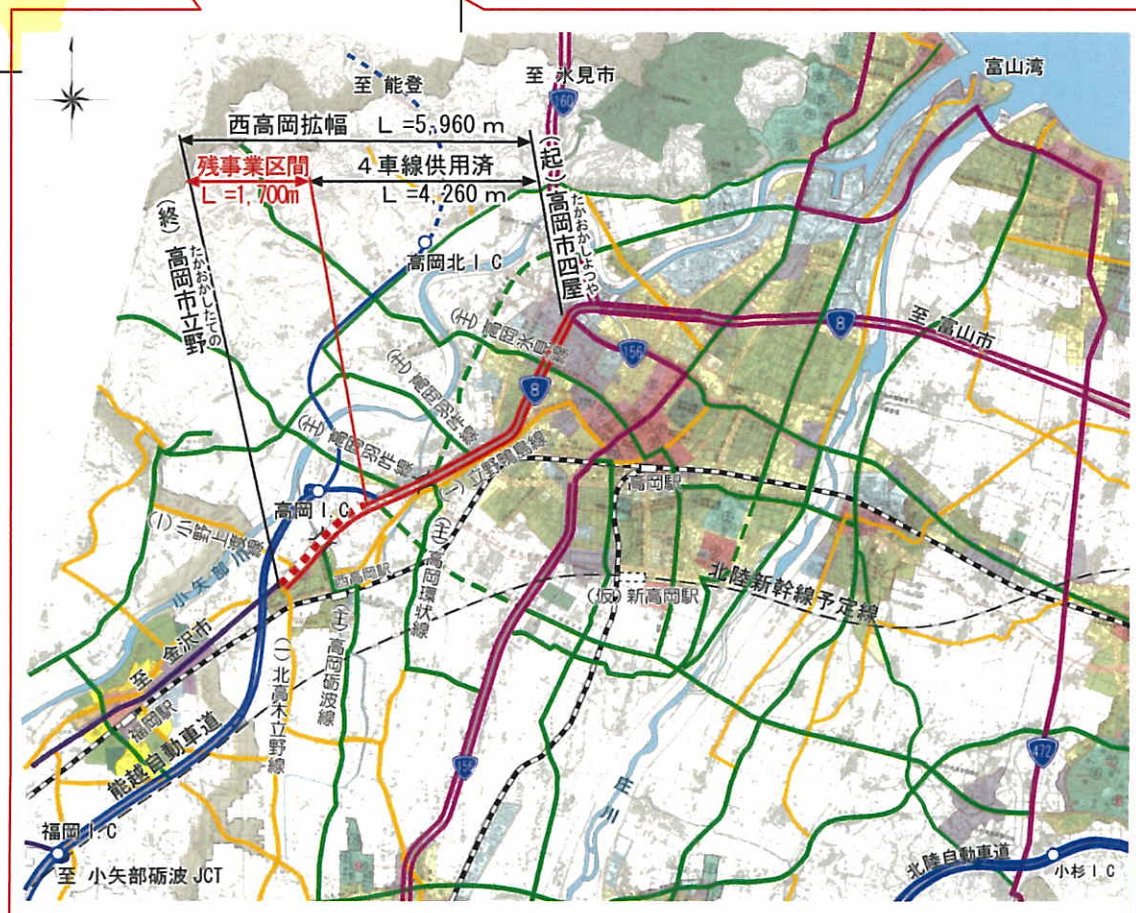 至 能登
至 氷見市
160
富山湾
西高岡拡幅 L=5,960 m
残事業区間
L=1,700m
4車線供用済
L=4,260 m
(起)高岡市四屋
たかおかしよつや
(終)高岡市立野
たかおかしたての
高岡北IC
(主)高岡氷見線
156
8
至 富山市
8
(主)高岡羽咋線
(主)高岡羽咋線
(一)立野鴨島線
高岡駅
高岡I.C
(主)高岡環状線
小矢部川
西高岡駅
北陸新幹線予定線
(仮)新高岡駅
至 金沢市
(主)高岡砺波線
(一)北高木立野線
福岡駅
能越自動車道
156
472
庄川
福岡I.C
至 小矢部砺波JCT
北陸自動車道
小杉IC